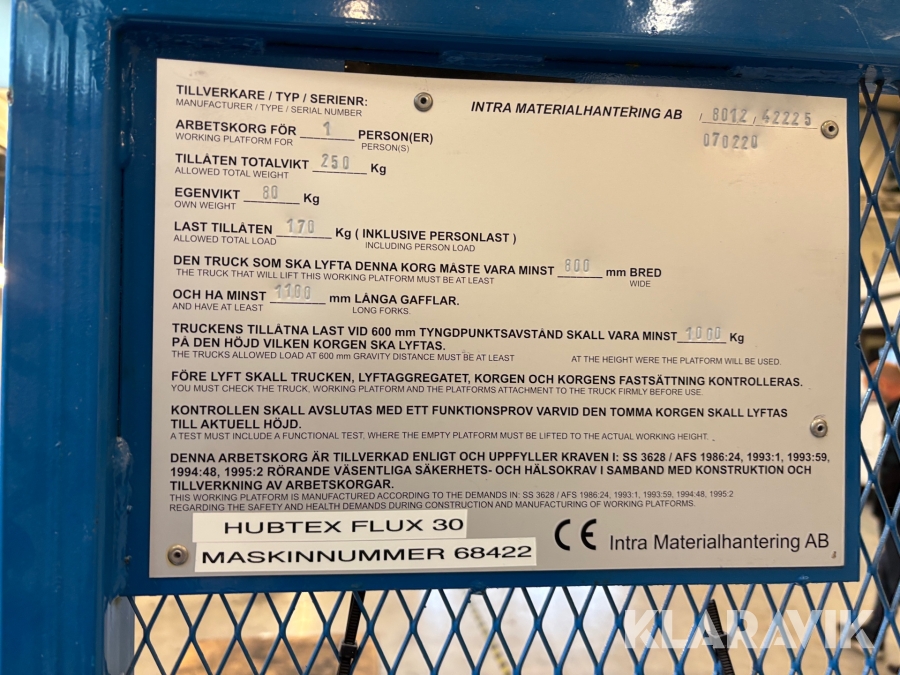 TILLVERKARE / TYP / SERIENR: INTRA MATERIALHANTERING AB / 8012 / 42225
MANUFACTURER / TYPE / SERIAL NUMBER
070220
ARBETSKORG FÖR 1 PERSON(ER)
WORKING PLATFORM FOR PERSON(S)
TILLÅTEN TOTALVIKT 250 Kg
ALLOWED TOTAL WEIGHT
EGENVIKT 80 Kg
OWN WEIGHT
LAST TILLÅTEN 170 Kg ( INKLUSIVE PERSONLAST )
ALLOWED TOTAL LOAD INCLUDING PERSON LOAD
DEN TRUCK SOM SKA LYFTA DENNA KORG MÅSTE VARA MINST 800 mm BRED
THE TRUCK THAT WILL LIFT THIS WORKING PLATFORM MUST BE AT LEAST WIDE
OCH HA MINST 1100 mm LÅNGA GAFFLAR.
AND HAVE AT LEAST LONG FORKS.
TRUCKENS TILLÅTNA LAST VID 600 mm TYNGDPUNKTSAVSTÅND SKALL VARA MINST 1000 Kg
PÅ DEN HÖJD VILKEN KORGEN SKA LYFTAS.
THE TRUCKS ALLOWED LOAD AT 600 mm GRAVITY DISTANCE MUST BE AT LEAST AT THE HEIGHT WERE THE PLATFORM WILL BE USED.
FÖRE LYFT SKALL TRUCKEN, LYFTAGGREGATET, KORGEN OCH KORGENS FASTSÄTTNING KONTROLLERAS.
YOU MUST CHECK THE TRUCK, WORKING PLATFORM AND THE PLATFORMS ATTACHMENT TO THE TRUCK FIRMLY BEFORE USE.
KONTROLLEN SKALL AVSLUTAS MED ETT FUNKTIONSPROV VARVID DEN TOMMA KORGEN SKALL LYFTAS
TILL AKTUELL HÖJD.
A TEST MUST INCLUDE A FUNCTIONAL TEST, WHERE THE EMPTY PLATFORM MUST BE LIFTED TO THE ACTUAL WORKING HEIGHT.
DENNA ARBETSKORG ÄR TILLVERKAD ENLIGT OCH UPPFYLLER KRAVEN I: SS 3628 / AFS 1986:24, 1993:1, 1993:59,
1994:48, 1995:2 RÖRANDE VÄSENTLIGA SÄKERHETS- OCH HÄLSOKRAV I SAMBAND MED KONSTRUKTION OCH
TILLVERKNING AV ARBETSKORGAR.
THIS WORKING PLATFORM IS MANUFACTURED ACCORDING TO THE DEMANDS IN: SS 3628 / AFS 1986:24, 1993:1, 1993:59, 1994:48, 1995:2
REGARDING THE SAFETY AND HEALTH DEMANDS DURING CONSTRUCTION AND MANUFACTURING OF WORKING PLATFORMS.
HUBTEX FLUX 30
MASKINNUMMER 68422
CE Intra Materialhantering AB
KLARAVIK